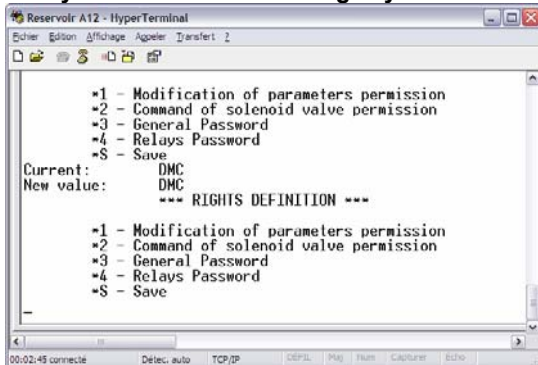 Reservoir A12 - HyperTerminal
Fichier Edition Affichage Appeler Transfert ?
*1 - Modification of parameters permission
*2 - Command of solenoid valve permission
*3 - General Password
*4 - Relays Password
*S - Save
Current: DMC
New value: DMC
*** RIGHTS DEFINITION ***
*1 - Modification of parameters permission
*2 - Command of solenoid valve permission
*3 - General Password
*4 - Relays Password
*S - Save
00:02:45 connecté Détec. auto TCP/IP DÉFIL Maj Num Capturer Echo